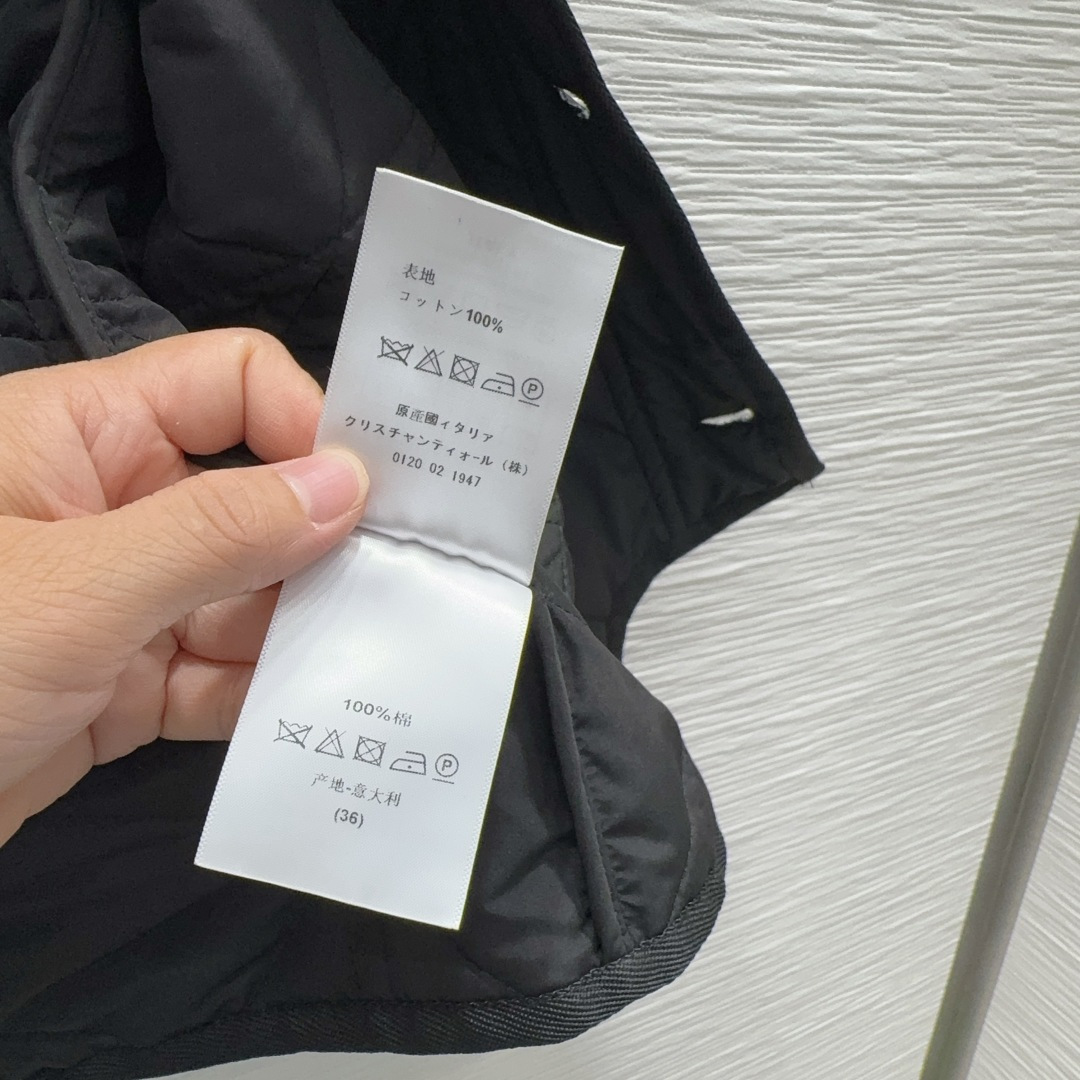 表地
コットン100%
P
原産國イタリア
クリスチャンディオール（株）
0120 02 1947
100%棉
P
产地-意大利
(36)